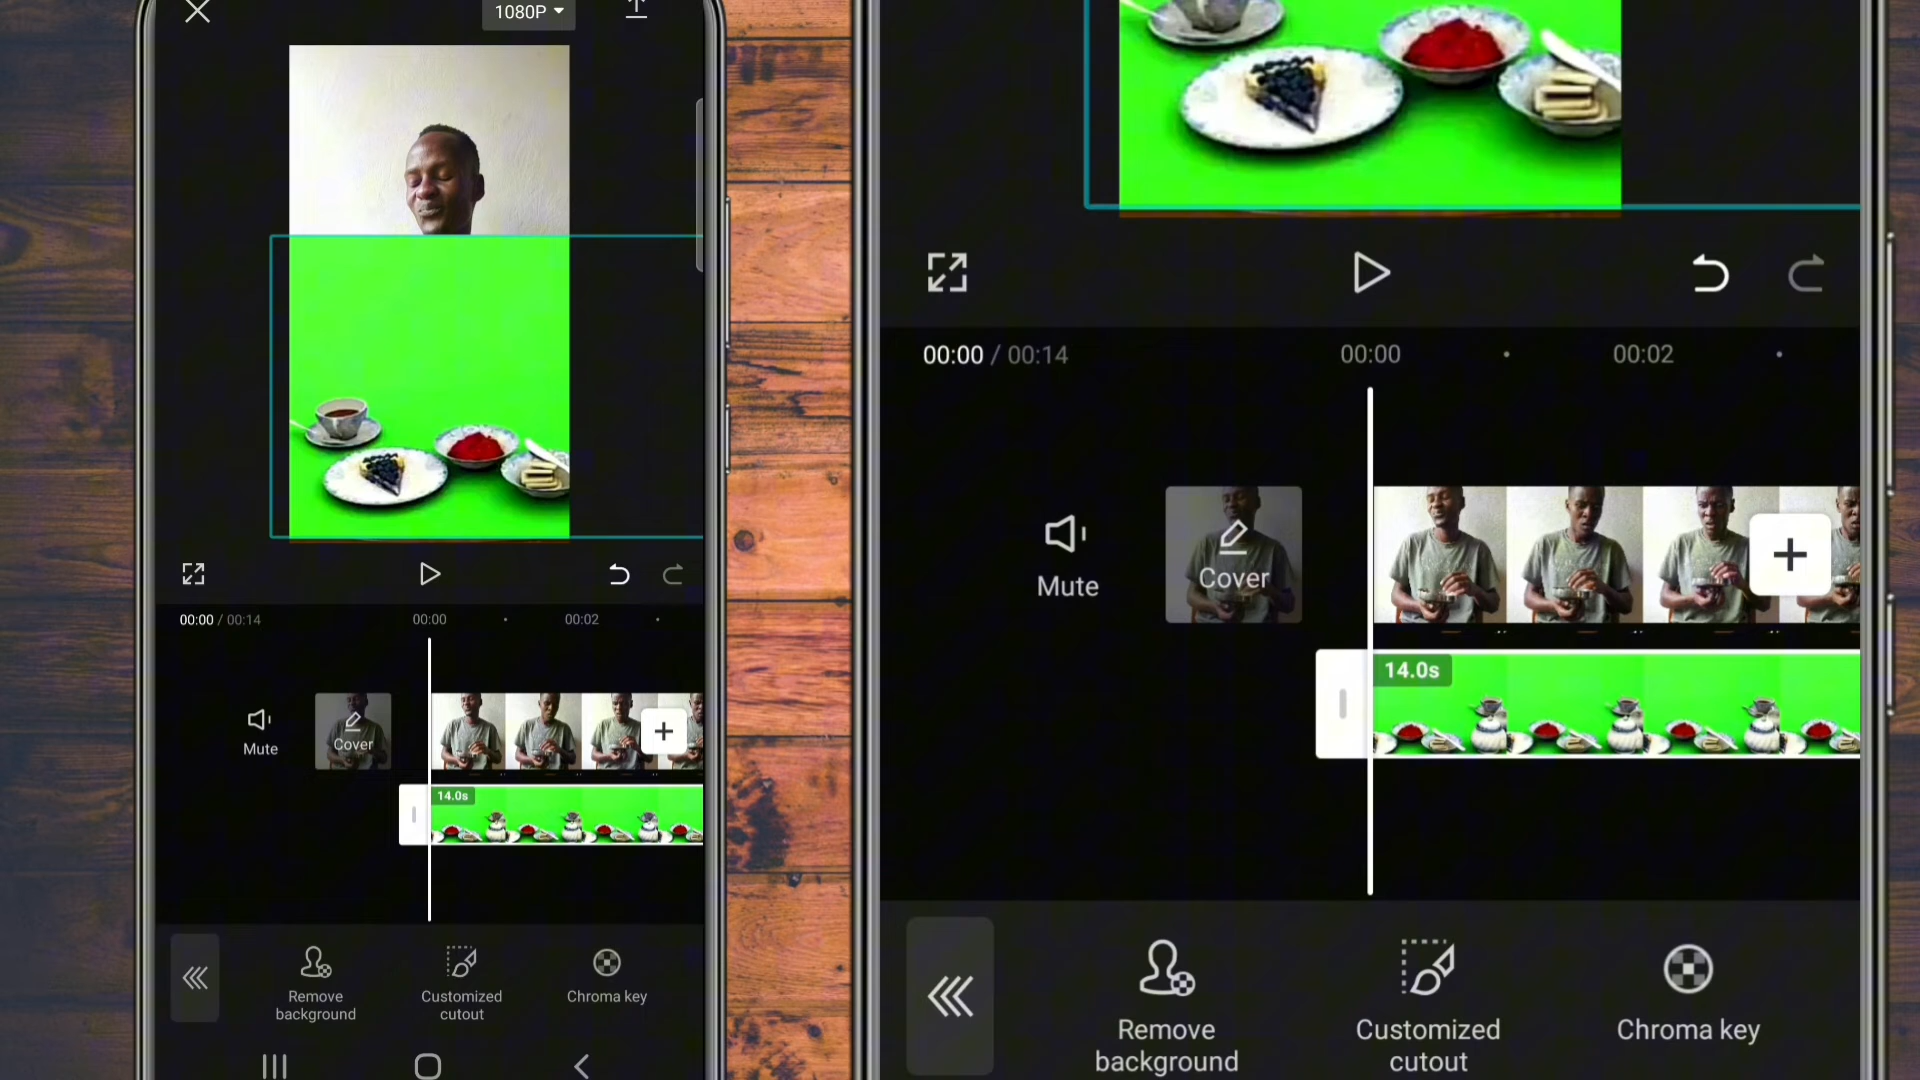 1080P
00:00 / 00:14
00:00
00:02
Mute
Cover
14.0s
Remove
background
Customized
cutout
Chroma key
00:00 / 00:14
00:00
00:02
Mute
Cover
14.0s
Remove
background
Customized
cutout
Chroma key